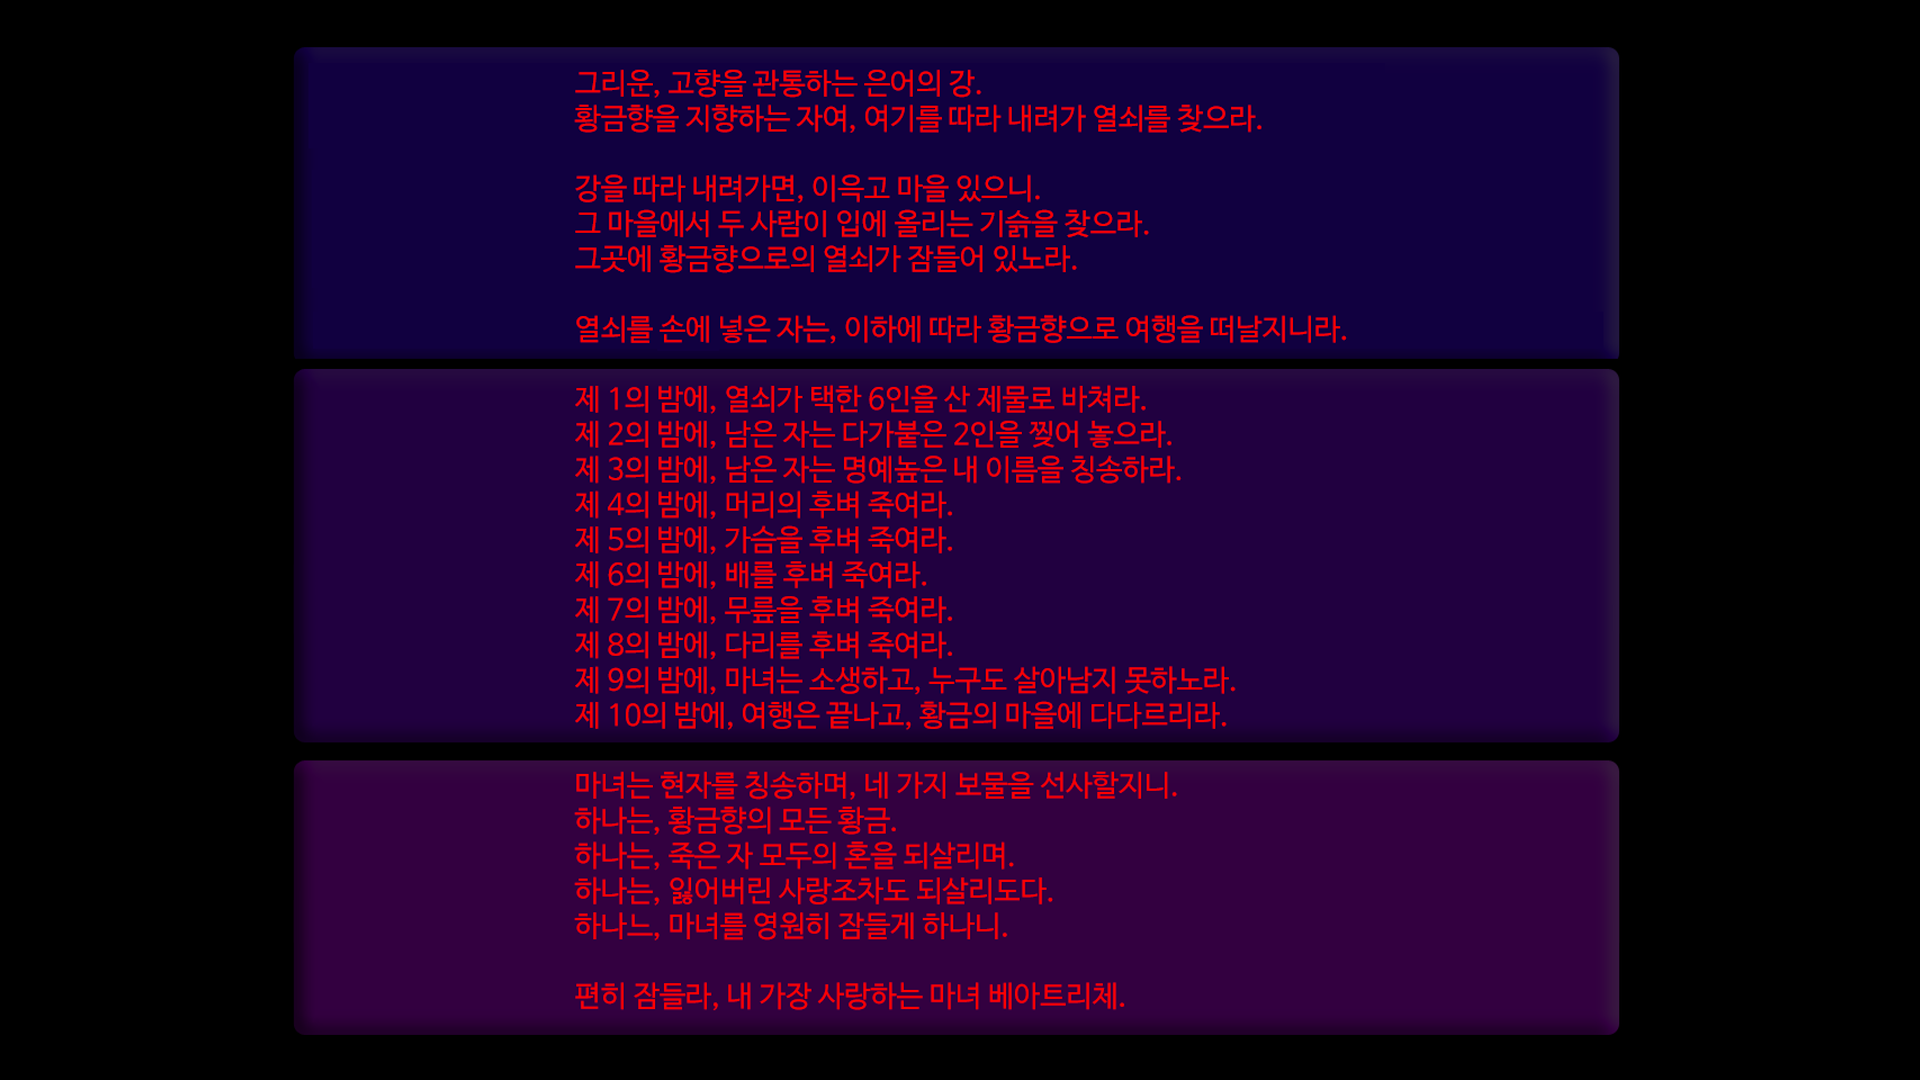 그리운, 고향을 관통하는 은어의 강.
황금향을 지향하는 자여, 여기를 따라 내려가 열쇠를 찾으라.
강을 따라 내려가면, 이윽고 마을 있으니.
그 마을에서 두 사람이 입에 올리는 기슭을 찾으라.
그곳에 황금향으로의 열쇠가 잠들어 있노라.
열쇠를 손에 넣은 자는, 이하에 따라 황금향으로 여행을 떠날지니라.
제 1의 밤에, 열쇠가 택한 6인을 산 제물로 바쳐라.
제 2의 밤에, 남은 자는 다가붙은 2인을 찢어 놓으라.
제 3의 밤에, 남은 자는 명예높은 내 이름을 칭송하라.
제 4의 밤에, 머리의 후벼 죽여라.
제 5의 밤에, 가슴을 후벼 죽여라.
제 6의 밤에, 배를 후벼 죽여라.
제 7의 밤에, 무릎을 후벼 죽여라.
제 8의 밤에, 다리를 후벼 죽여라.
제 9의 밤에, 마녀는 소생하고, 누구도 살아남지 못하노라.
제 10의 밤에, 여행은 끝나고, 황금의 마을에 다다르리라.
마녀는 현자를 칭송하며, 네 가지 보물을 선사할지니.
하나는, 황금향의 모든 황금.
하나는, 죽은 자 모두의 혼을 되살리며.
하나는, 잃어버린 사랑조차도 되살리도다.
하나느, 마녀를 영원히 잠들게 하나니.
편히 잠들라, 내 가장 사랑하는 마녀 베아트리체.